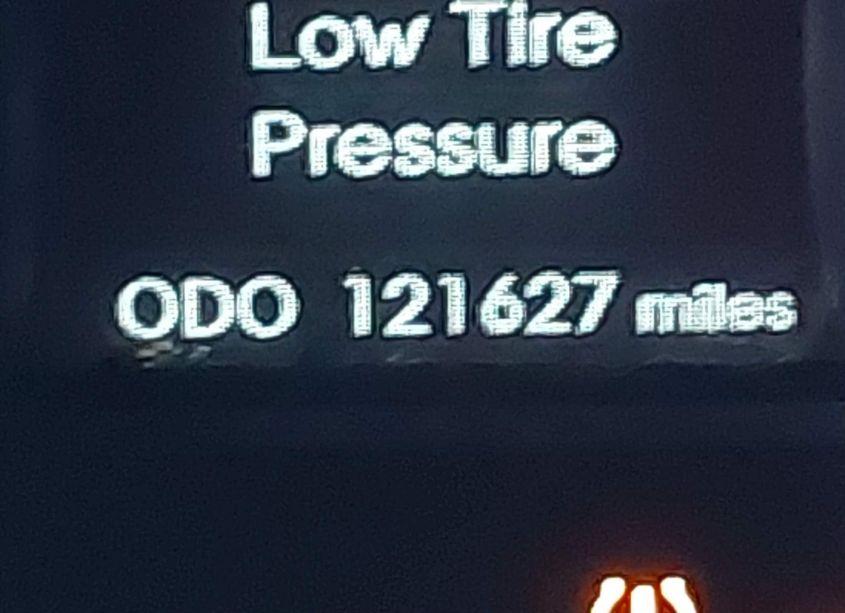 Low Tire
Pressure
ODO 121627 miles